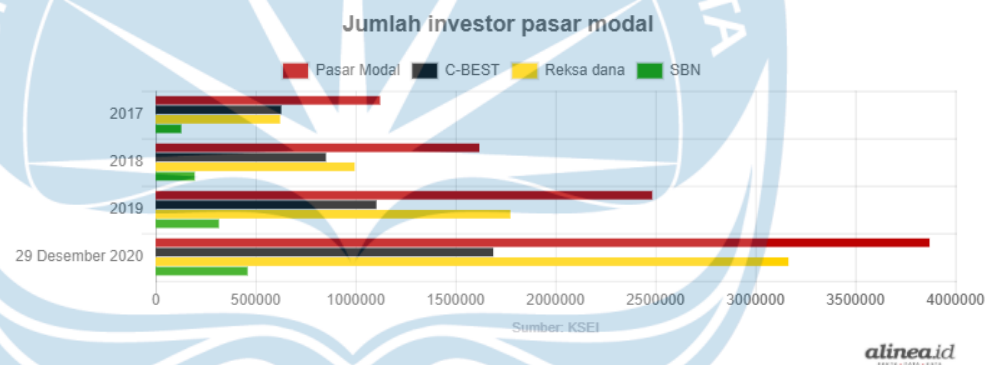 Jumlah investor pasar modal
TA
Pasar Modal C-BEST Reksa dana SBN
2017
2018
2019
29 Desember 2020
0 500000 1000000 1500000 2000000 2500000 3000000 3500000 4000000
Sumber: KSEI
alinea.id